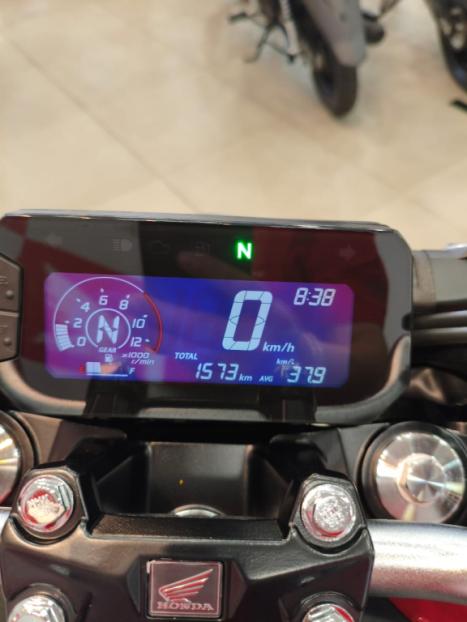 N
8:38
4 6 8
2 N 10
0 GEAR 12
x1000
r/min
0 km/h
E F
TOTAL 1573 km
km/L
AVG 37.9
HONDA